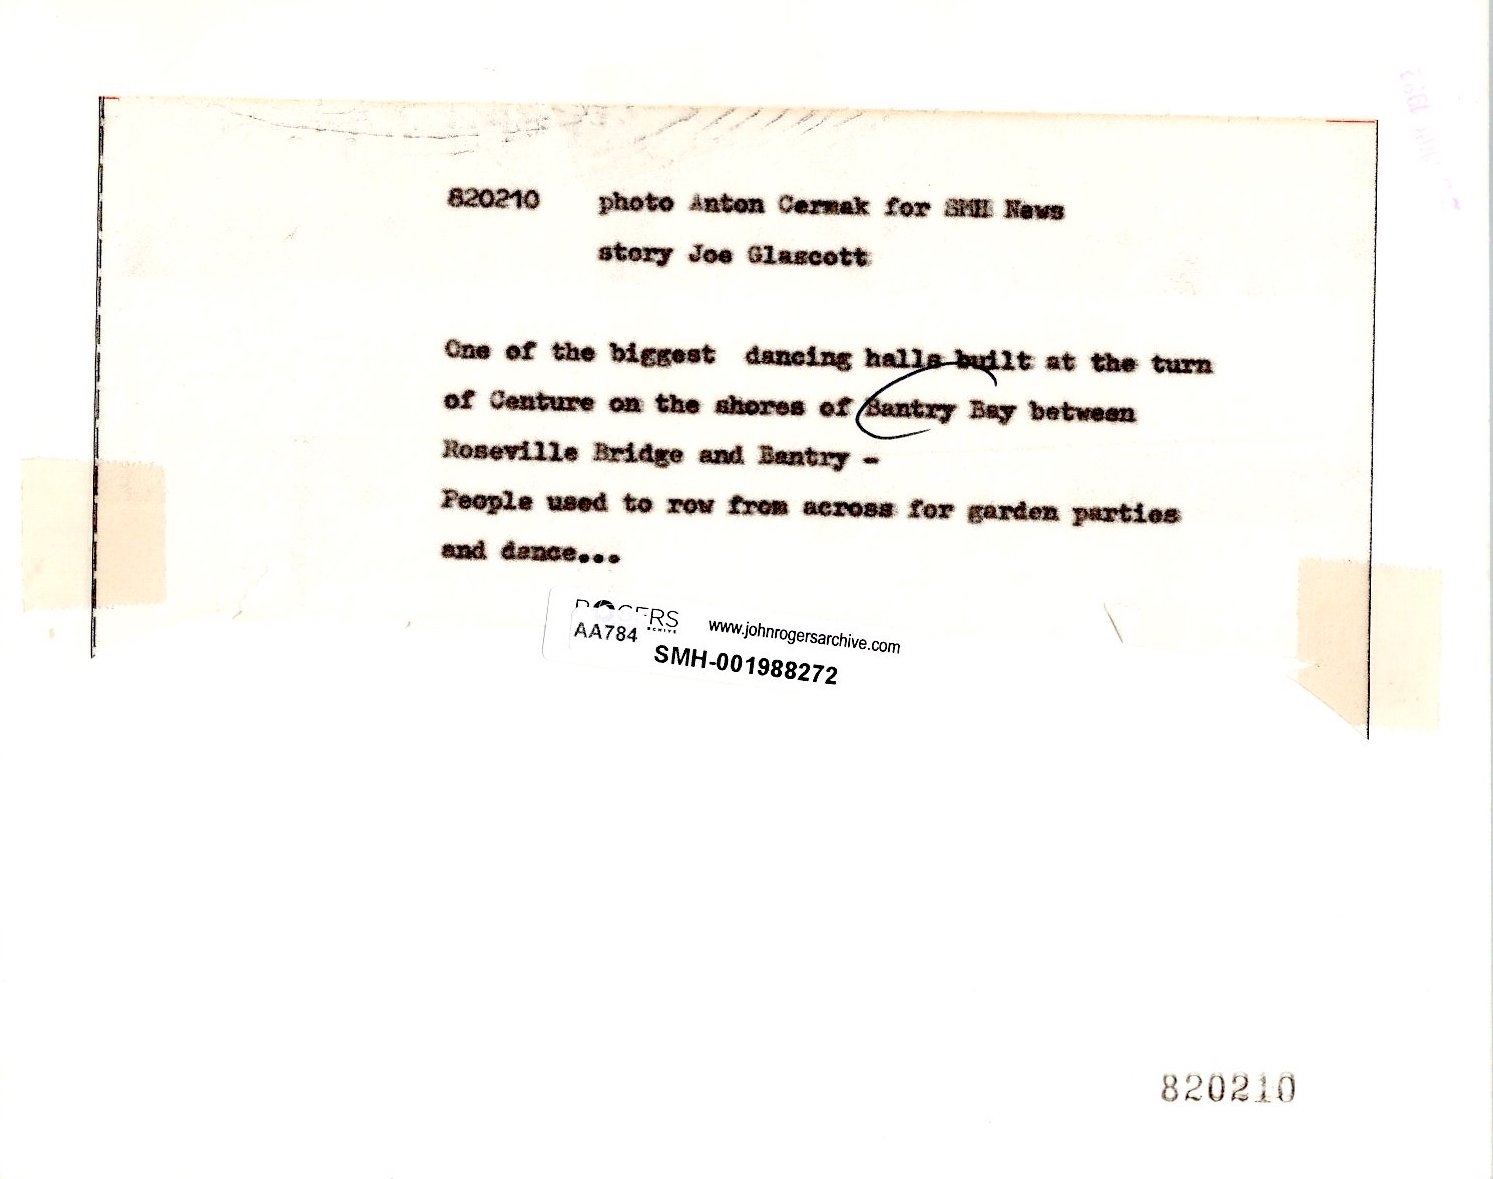 820210 photo Anton Cermak for SMH News
story Joe Glascott
One of the biggest dancing halls built at the turn
of Centure on the shores of Bantry Bay between
Roseville Bridge and Bantry -
People used to row from across for garden parties
and dance...
ROGERS
AA784
www.johnrogersarchive.com
SMH-001988272
820210